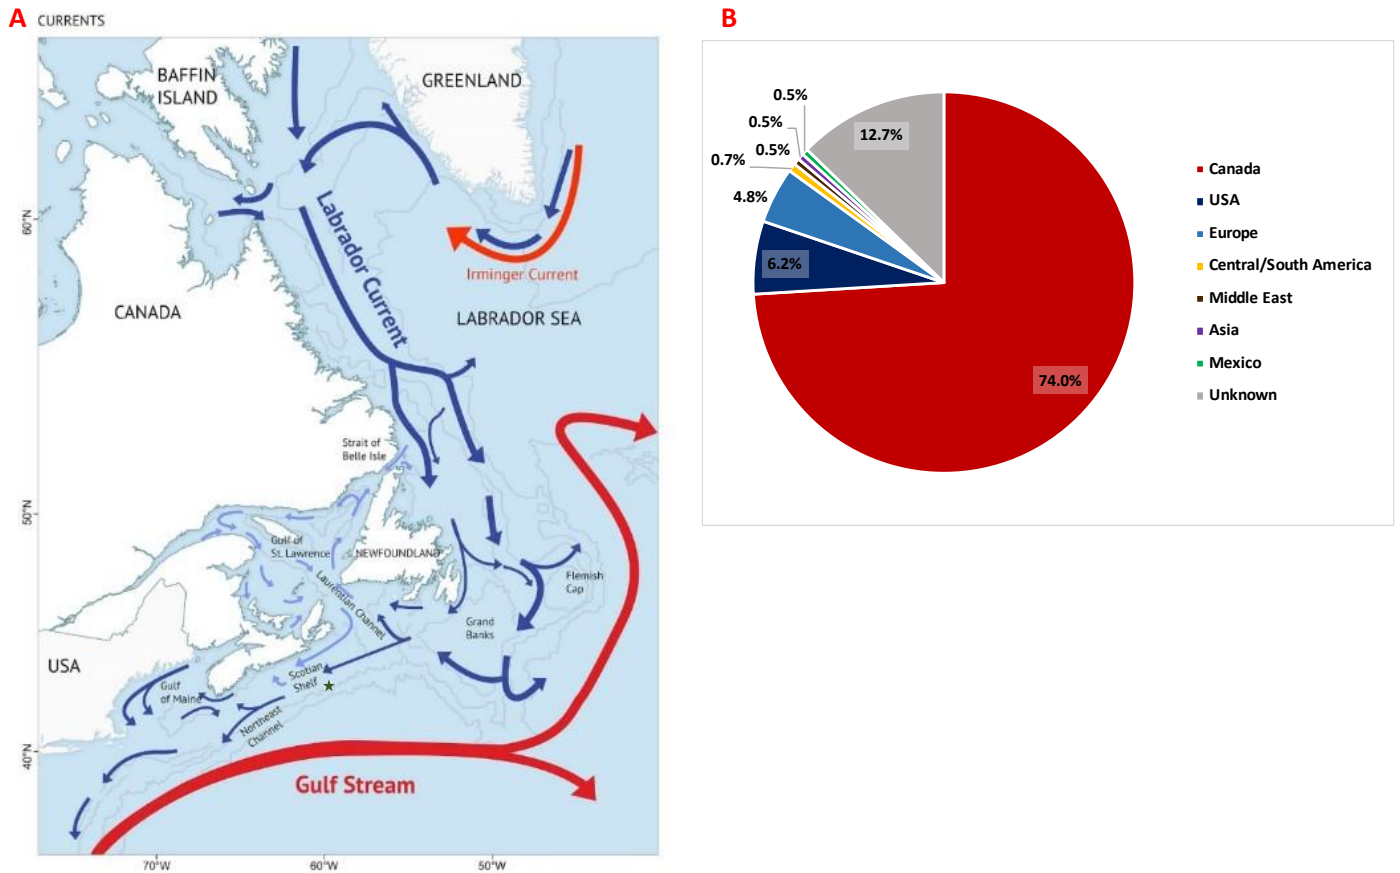 A
CURRENTS
BAFFIN
ISLAND
GREENLAND
60°N
Labrador Current
Irminger Current
CANADA
LABRADOR SEA
Strait of
Belle Isle
50°N
Gulf of
St. Lawrence
NEWFOUNDLAND
Laurentian Channel
Flemish
Cap
Grand
Banks
USA
Scotian
Shelf
Gulf
of Maine
Northeast
Channel
40°N
Gulf Stream
70°W
60°W
50°W
B
0.5%
0.5%
0.5%
0.7%
4.8%
6.2%
12.7%
74.0%
Canada
USA
Europe
Central/South America
Middle East
Asia
Mexico
Unknown